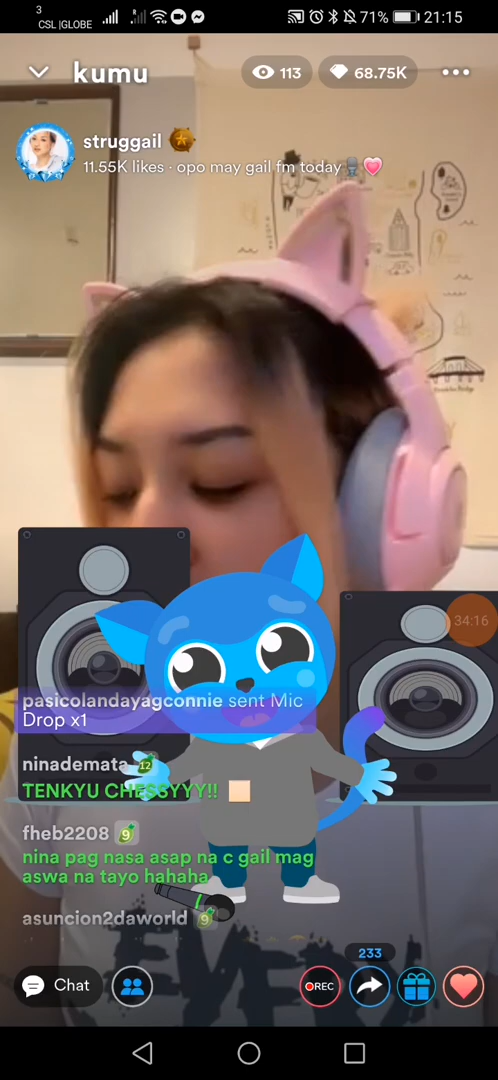 3
CSL |GLOBE
71% 21:15
kumu
113
68.75K
struggail
11.55K likes · opo may gail fm today
34:16
pasicolandayagconnie sent Mic
Drop x1
ninademata 12
TENKYU CHESSYYY!!
fheb2208 9
nina pag nasa asap na c gail mag
aswa na tayo hahaha
asuncion2daworld 9
233
Chat
REC